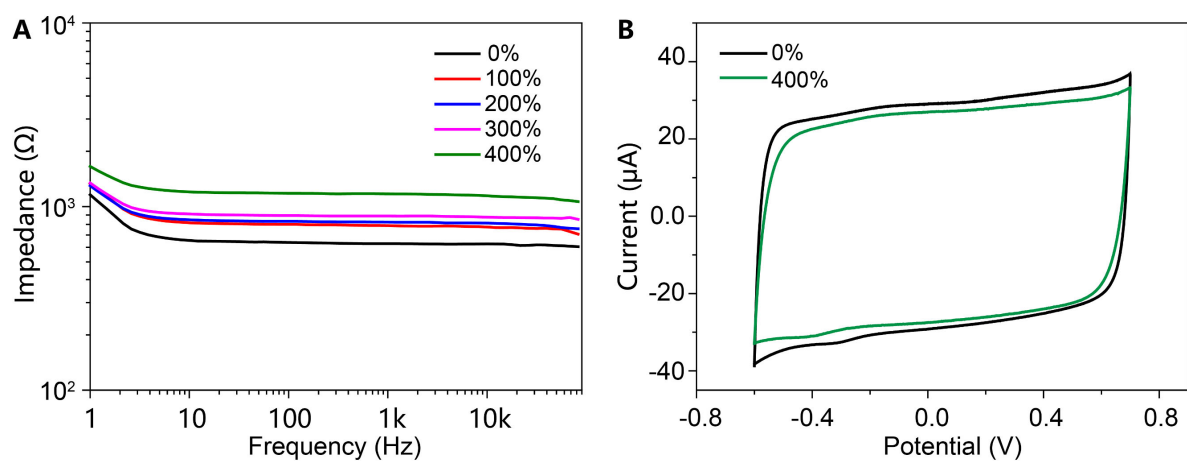 A
10⁴
10³
10²
Impedance (Ω)
0%
100%
200%
300%
400%
1
10
100
1k
10k
Frequency (Hz)
B
40
20
0.0
-20
-40
Current (μA)
0%
400%
-0.8
-0.4
0.0
0.4
0.8
Potential (V)